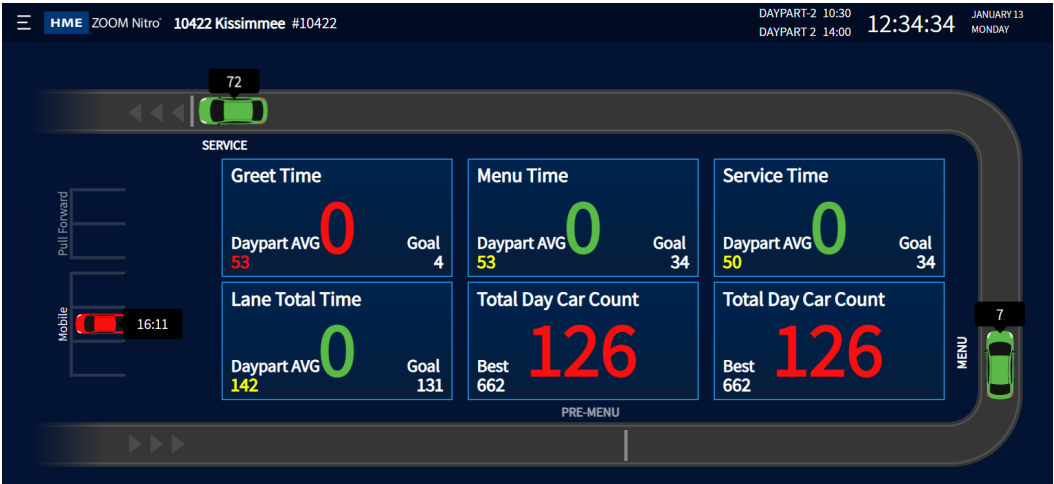 HME ZOOM Nitro 10422 Kissimmee #10422
DAYPART-2 10:30
DAYPART 2 14:00
12:34:34
JANUARY 13
MONDAY
72
SERVICE
Greet Time
0
Daypart AVG
53
Goal
4
Menu Time
0
Daypart AVG
53
Goal
34
Service Time
0
Daypart AVG
50
Goal
34
Pull Forward
Mobile
16:11
Lane Total Time
0
Daypart AVG
142
Goal
131
Total Day Car Count
126
Best
662
Total Day Car Count
126
Best
662
7
MENU
PRE-MENU